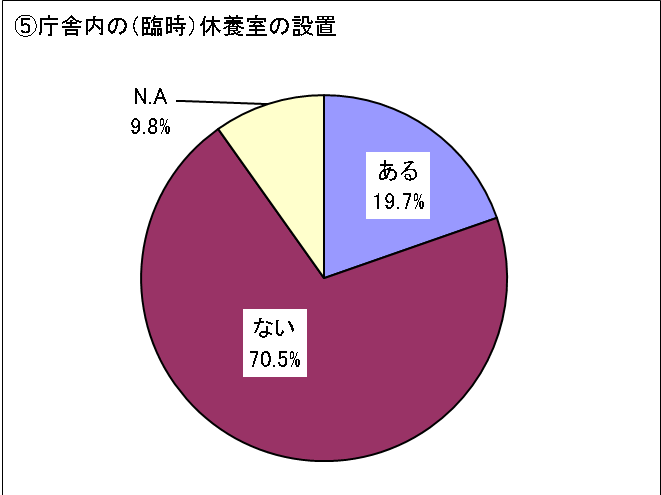 ⑤庁舎内の（臨時）休養室の設置
N.A
9.8%
ある
19.7%
ない
70.5%